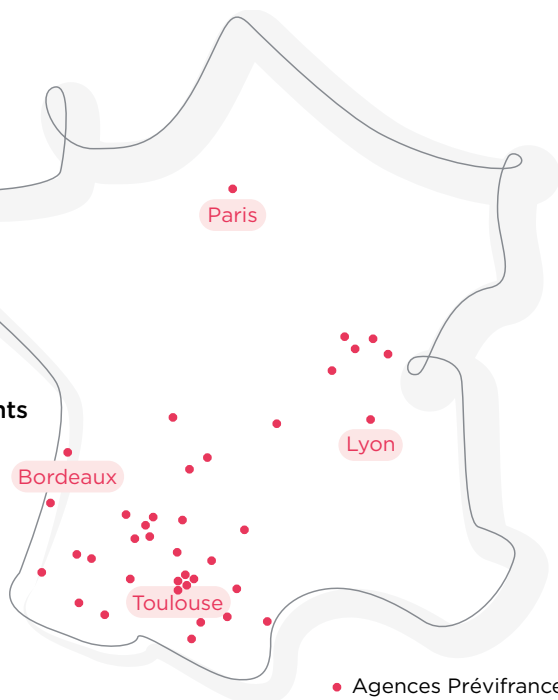 Paris
nts
Lyon
Bordeaux
Toulouse
Agences Prévifrance